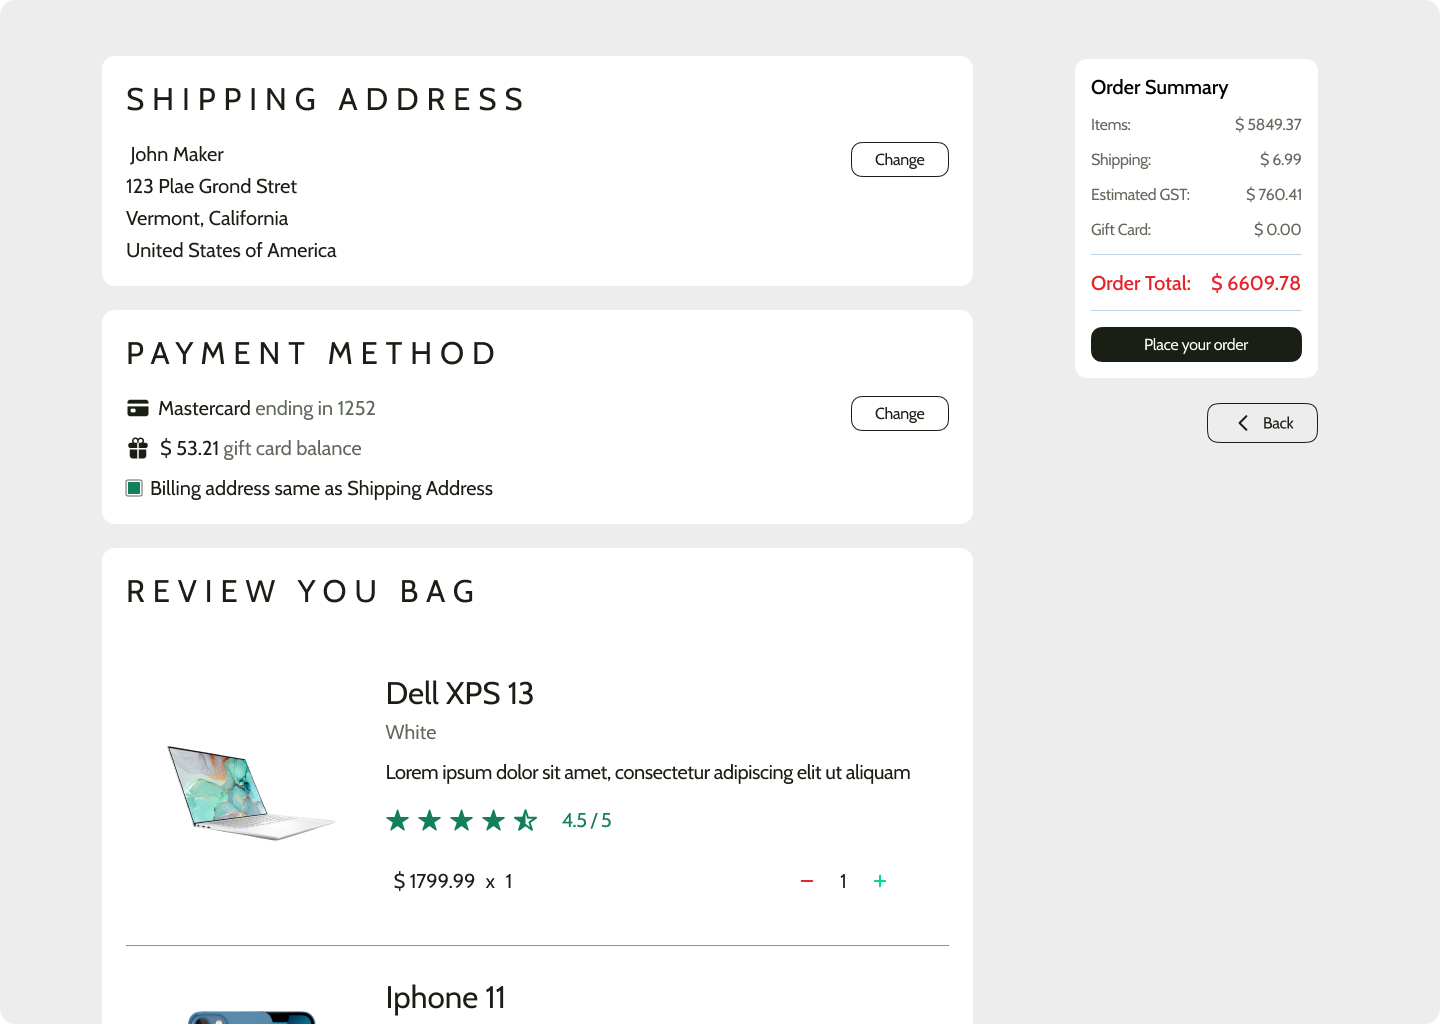 SHIPPING ADDRESS
John Maker
123 Plae Grond Stret
Vermont, California
United States of America
Change
PAYMENT METHOD
Mastercard ending in 1252
$ 53.21 gift card balance
Billing address same as Shipping Address
Change
REVIEW YOU BAG
Dell XPS 13
White
Lorem ipsum dolor sit amet, consectetur adipiscing elit ut aliquam
4.5 / 5
$ 1799.99 x 1
− 1 +
Iphone 11
Order Summary
Items: $ 5849.37
Shipping: $ 6.99
Estimated GST: $ 760.41
Gift Card: $ 0.00
Order Total: $ 6609.78
Place your order
Back